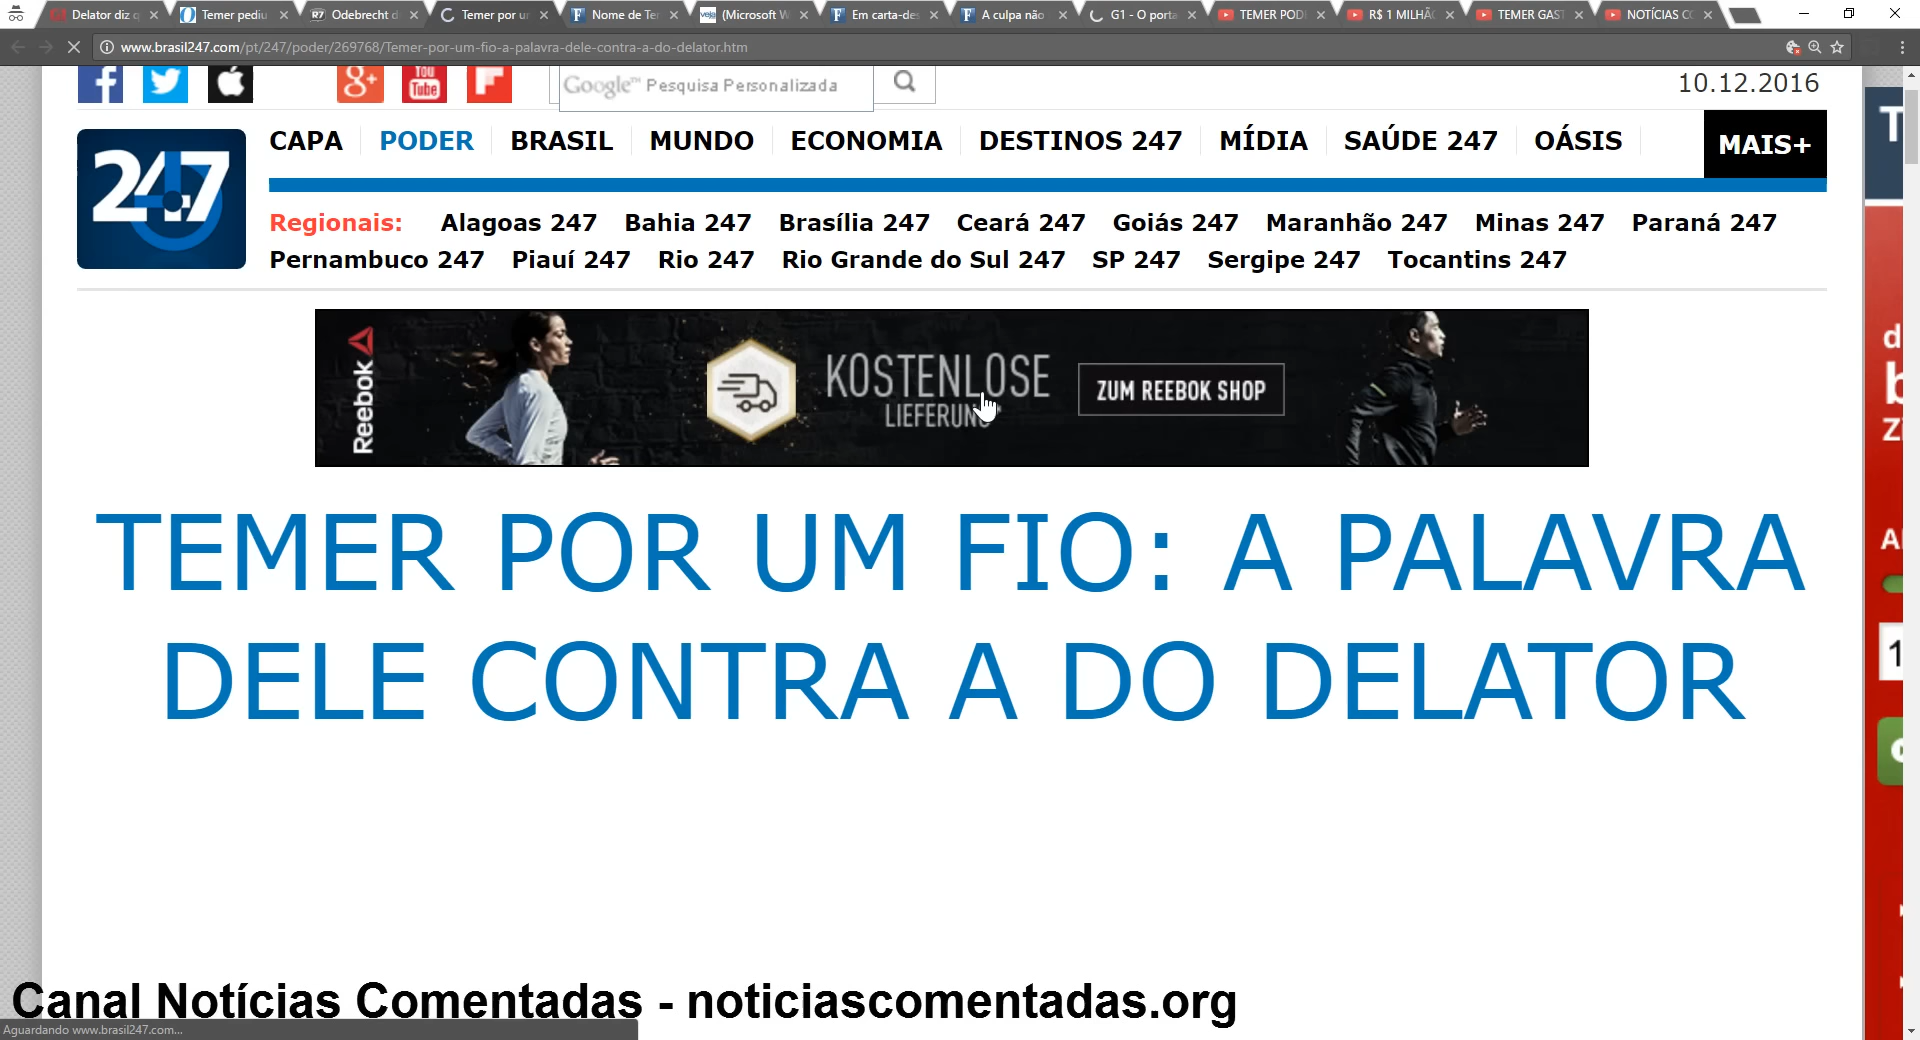 Delator diz q
Temer pediu
R7 Odebrecht d
Temer por um
F Nome de Te
veja (Microsoft W
F Em carta-de
F A culpa não
G1 - O porta
TEMER POD
R$ 1 MILHÃ
TEMER GAST
NOTÍCIAS C
www.brasil247.com/pt/247/poder/269768/Temer-por-um-fio-a-palavra-dele-contra-a-do-delator.htm
g+ You Tube
Google™ Pesquisa Personalizada
10.12.2016
247
CAPA PODER BRASIL MUNDO ECONOMIA DESTINOS 247 MÍDIA SAÚDE 247 OÁSIS MAIS+
Regionais: Alagoas 247 Bahia 247 Brasília 247 Ceará 247 Goiás 247 Maranhão 247 Minas 247 Paraná 247
Pernambuco 247 Piauí 247 Rio 247 Rio Grande do Sul 247 SP 247 Sergipe 247 Tocantins 247
Reebok
KOSTENLOSE
LIEFERUNG
ZUM REEBOK SHOP
TEMER POR UM FIO: A PALAVRA
DELE CONTRA A DO DELATOR
Canal Notícias Comentadas - noticiascomentadas.org
Aguardando www.brasil247.com...